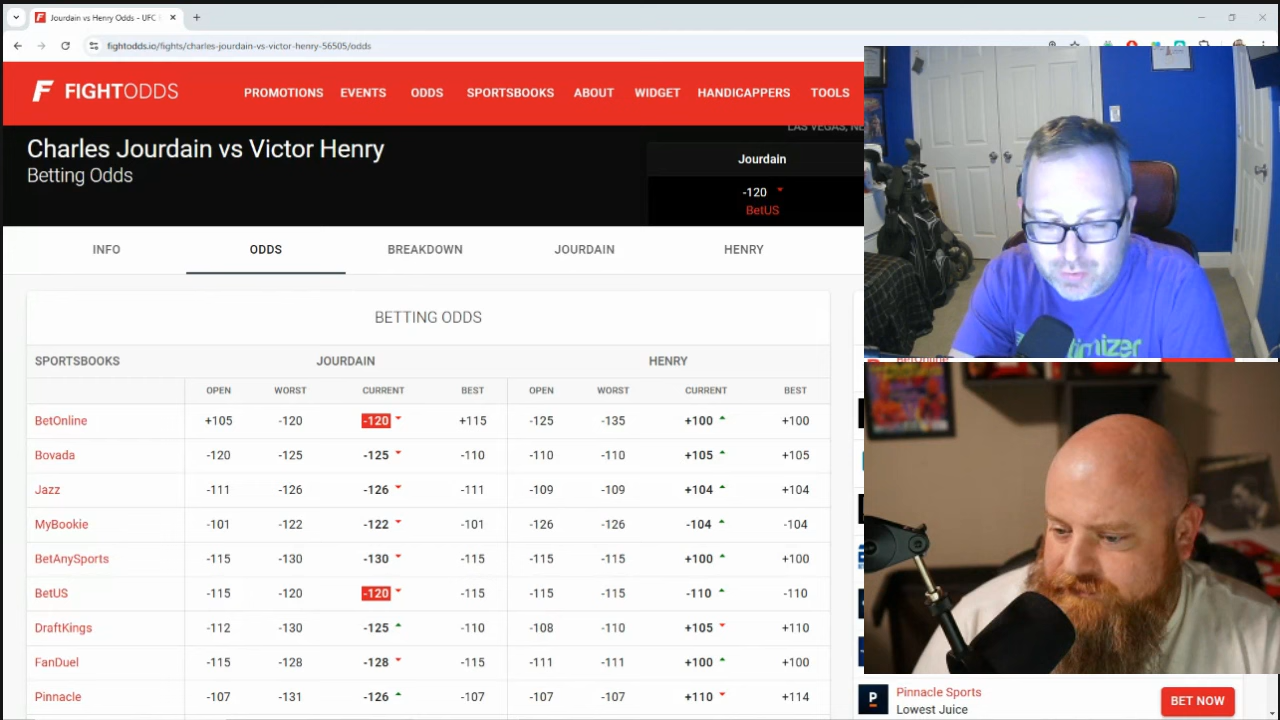 Jourdain vs Henry Odds - UFC
fightodds.io/fights/charles-jourdain-vs-victor-henry-56505/odds
FIGHTODDS
PROMOTIONS EVENTS ODDS SPORTSBOOKS ABOUT WIDGET HANDICAPPERS TOOLS
LAS VEGAS, NE
Charles Jourdain vs Victor Henry
Betting Odds
Jourdain
-120
BetUS
INFO ODDS BREAKDOWN JOURDAIN HENRY
BETTING ODDS
SPORTSBOOKS JOURDAIN HENRY
OPEN WORST CURRENT BEST OPEN WORST CURRENT BEST
BetOnline +105 -120 -120 +115 -125 -135 +100 +100
Bovada -120 -125 -125 -110 -110 -110 +105 +105
Jazz -111 -126 -126 -111 -109 -109 +104 +104
MyBookie -101 -122 -122 -101 -126 -126 -104 -104
BetAnySports -115 -130 -130 -115 -115 -115 +100 +100
BetUS -115 -120 -120 -115 -115 -115 -110 -110
DraftKings -112 -130 -125 -110 -108 -110 +105 +110
FanDuel -115 -128 -128 -115 -111 -111 +100 +100
Pinnacle -107 -131 -126 -107 -107 -107 +110 +114
timizer
BetOnline
P
Pinnacle Sports
Lowest Juice
BET NOW